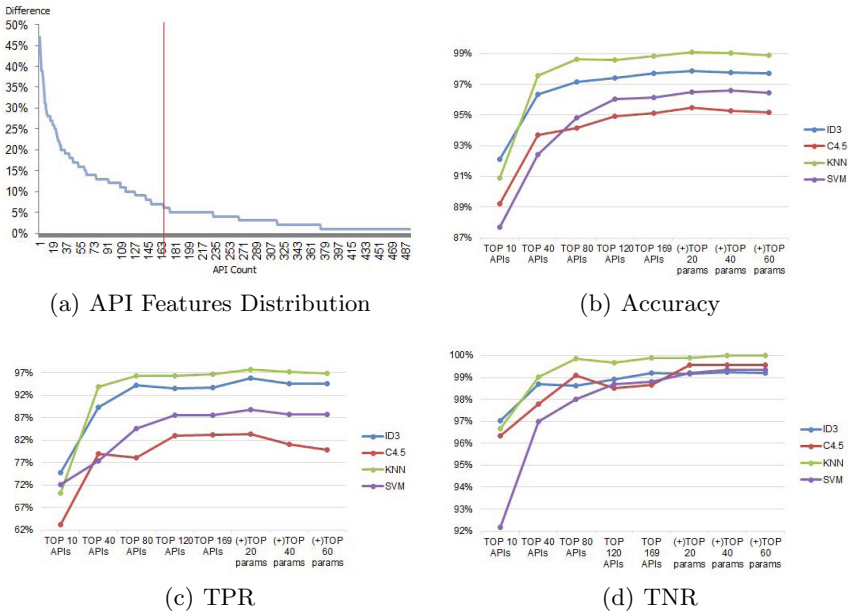 Difference
50%
45%
40%
35%
30%
25%
20%
15%
10%
5%
0%
1 19 37 55 73 91 109 127 145 163 181 199 217 235 253 271 289 307 325 343 361 379 397 415 433 451 469 487
API Count
(a) API Features Distribution
99%
97%
95%
93%
91%
89%
87%
TOP 10 APIs
TOP 40 APIs
TOP 80 APIs
TOP 120 APIs
TOP 169 APIs
(+)TOP 20 params
(+)TOP 40 params
(+)TOP 60 params
ID3
C4.5
KNN
SVM
(b) Accuracy
97%
92%
87%
82%
77%
72%
67%
62%
TOP 10 APIs
TOP 40 APIs
TOP 80 APIs
TOP 120 APIs
TOP 169 APIs
(+)TOP 20 params
(+)TOP 40 params
(+)TOP 60 params
ID3
C4.5
KNN
SVM
(c) TPR
100%
99%
98%
97%
96%
95%
94%
93%
92%
TOP 10 APIs
TOP 40 APIs
TOP 80 APIs
TOP 120 APIs
TOP 169 APIs
(+)TOP 20 params
(+)TOP 40 params
(+)TOP 60 params
ID3
C4.5
KNN
SVM
(d) TNR